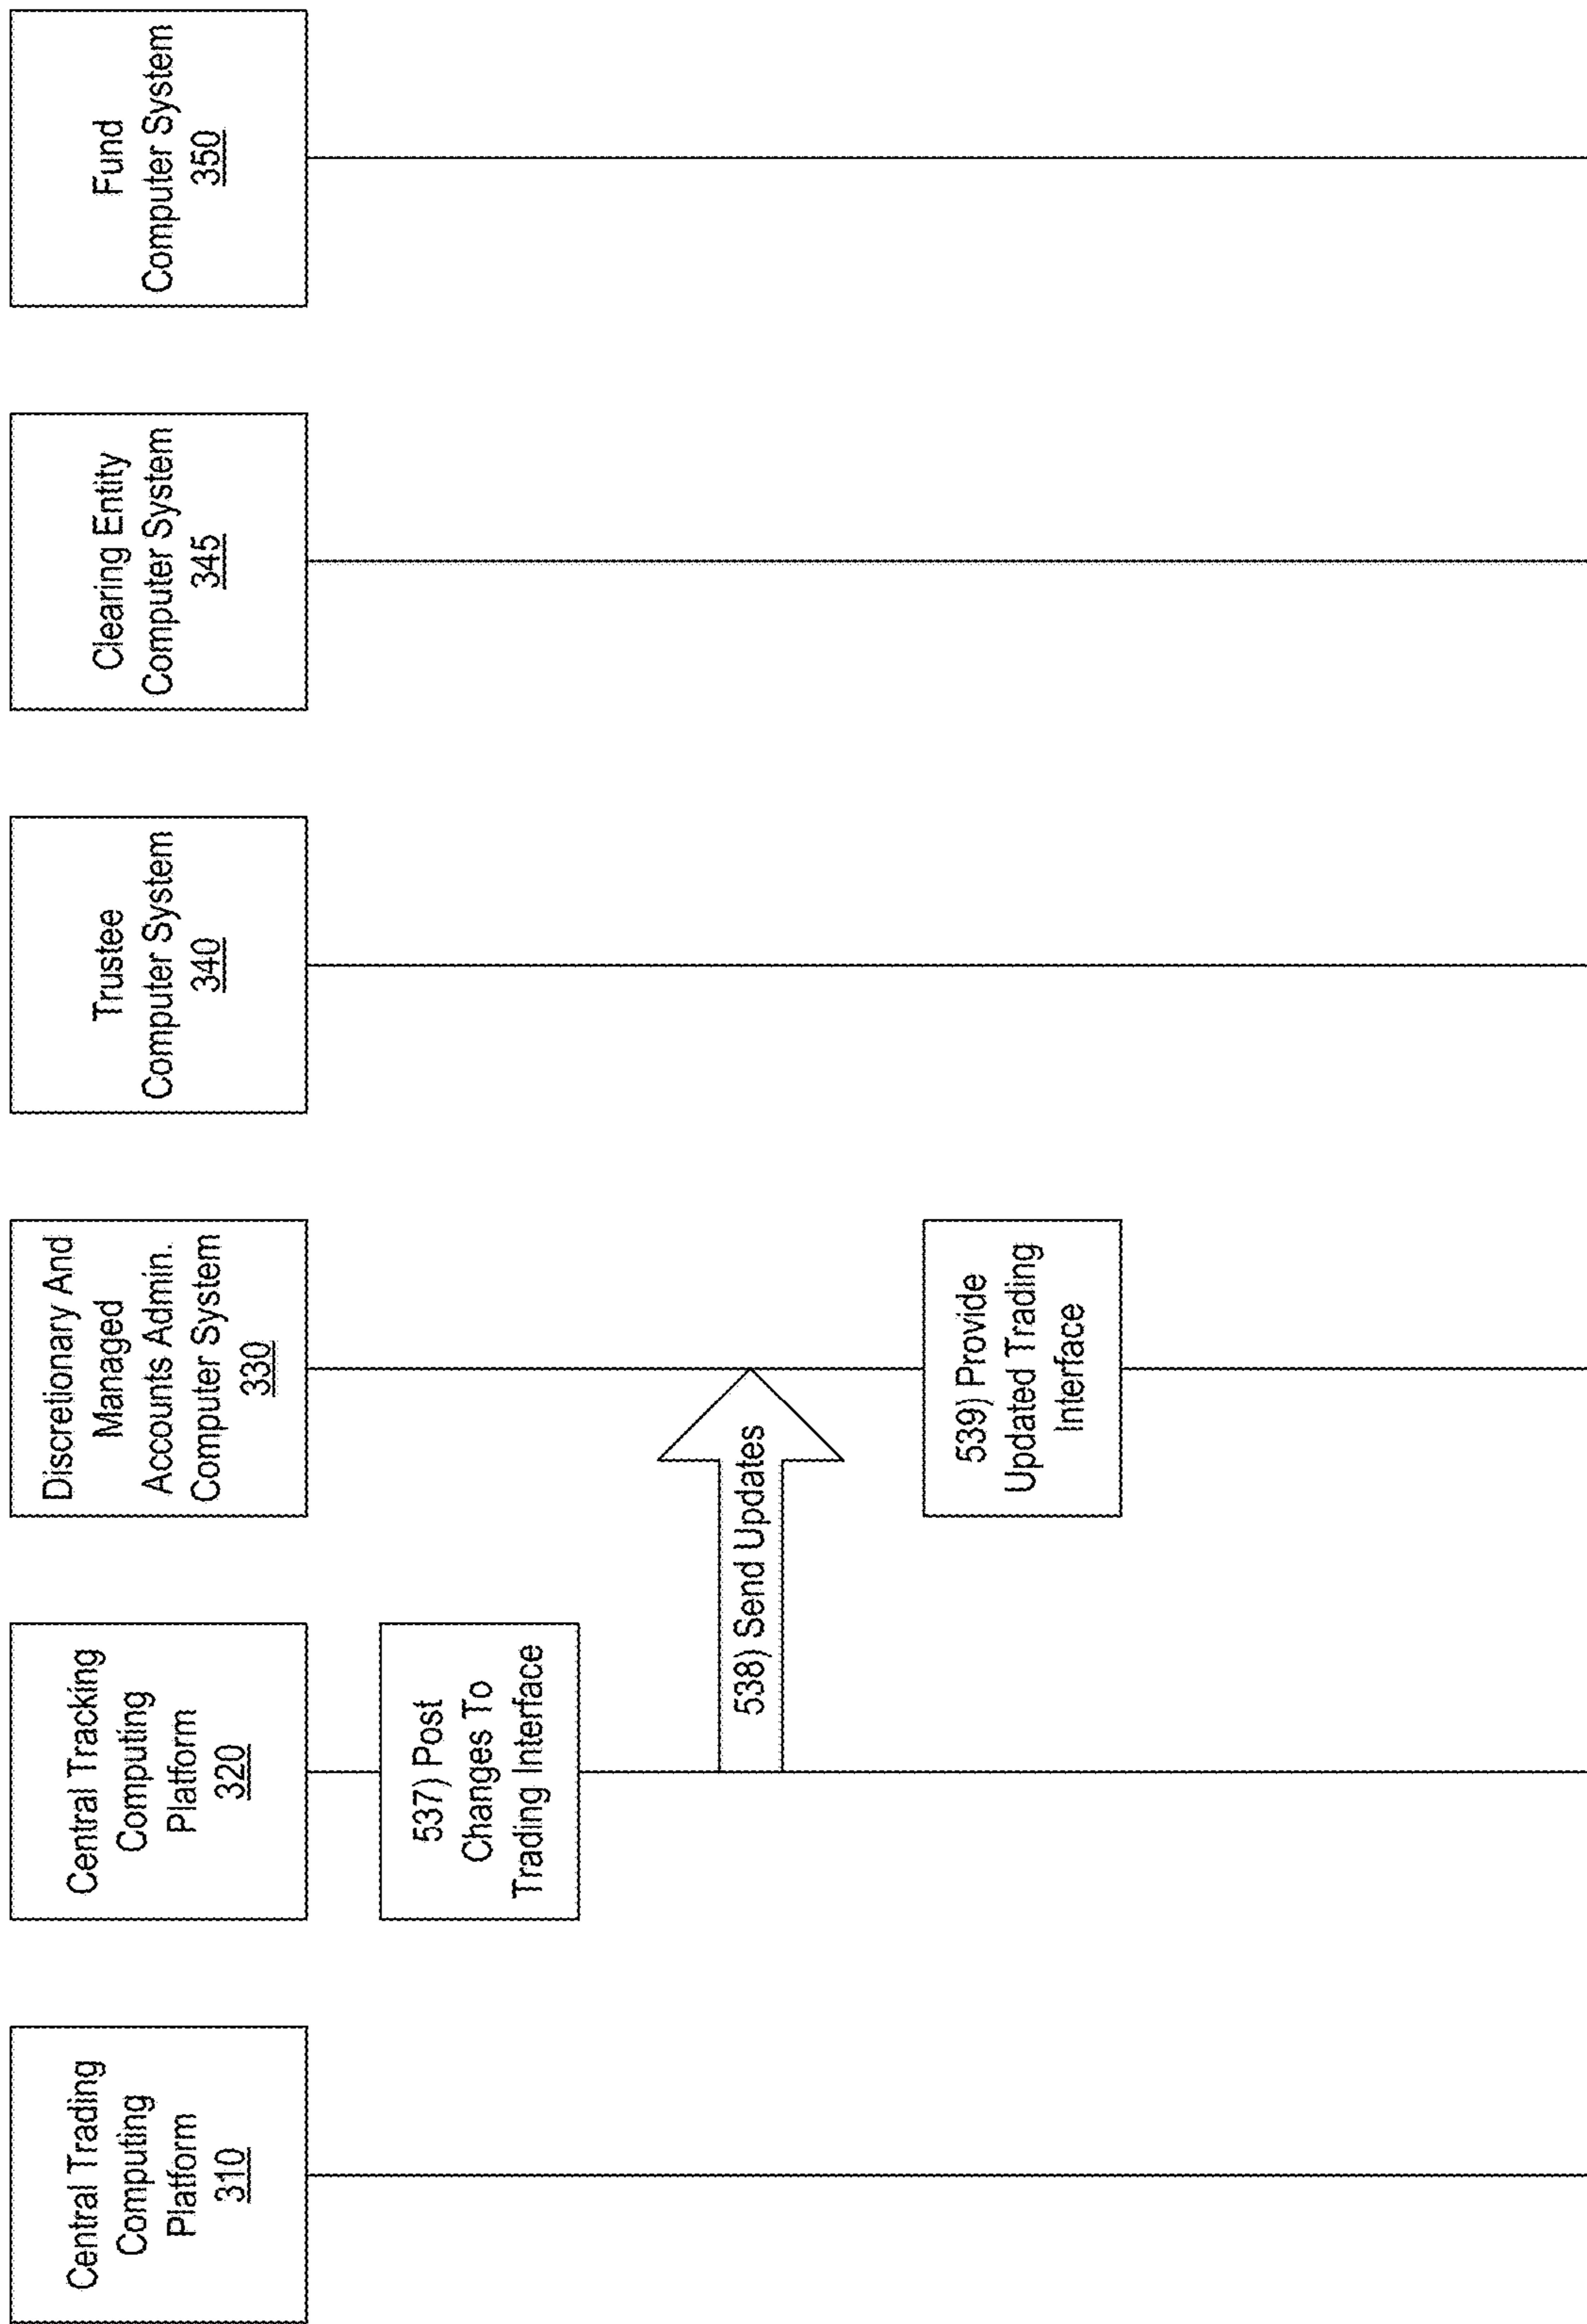 Central Trading
Computing
Platform
310
Central Tracking
Computing
Platform
320
Discretionary And
Managed
Accounts Admin.
Computer System
330
Trustee
Computer System
340
Clearing Entity
Computer System
345
Fund
Computer System
350
537) Post
Changes To
Trading Interface
538) Send Updates
539) Provide
Updated Trading
Interface